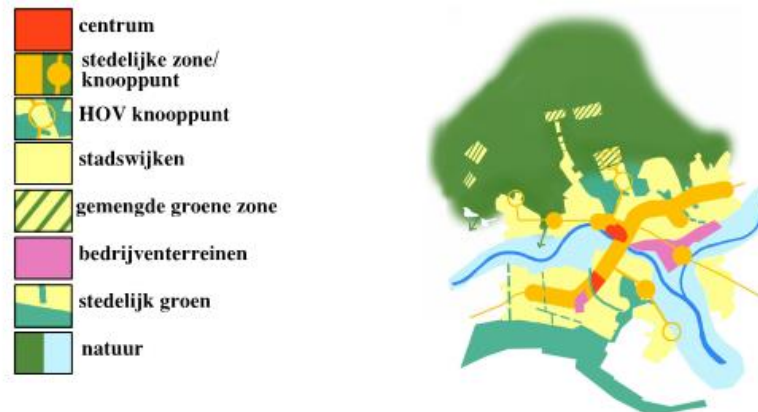 centrum
stedelijke zone/
knooppunt
HOV knooppunt
stadswijken
gemengde groene zone
bedrijventerreinen
stedelijk groen
natuur